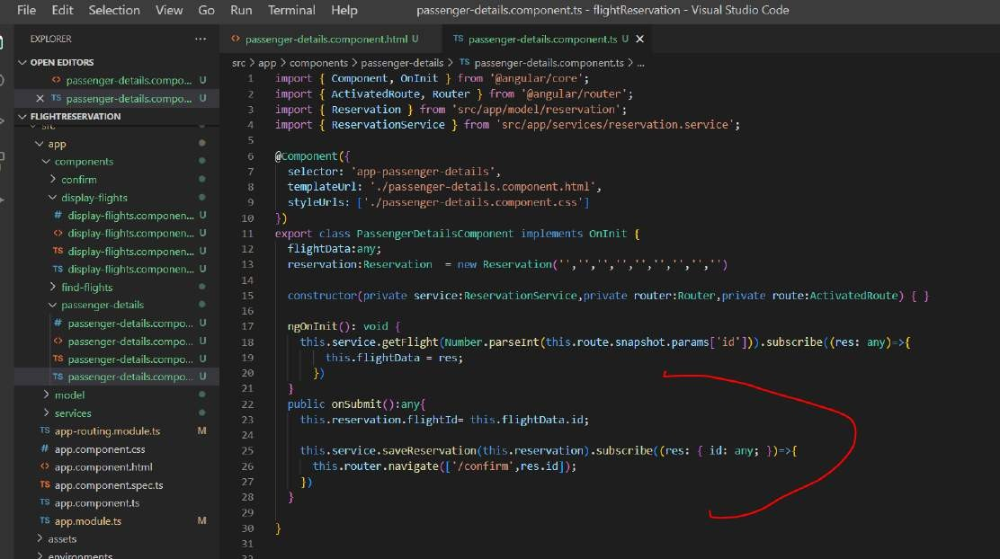 File Edit Selection View Go Run Terminal Help passenger-details.component.ts - flightReservation - Visual Studio Code
EXPLORER ...
OPEN EDITORS
<> passenger-details.compo... U
× TS passenger-details.compo... U
FLIGHTRESERVATION
src
app
components
confirm
display-flights
# display-flights.componen... U
<> display-flights.componen... U
TS display-flights.componen... U
TS display-flights.componen... U
find-flights
passenger-details
# passenger-details.compo... U
<> passenger-details.compo... U
TS passenger-details.compo... U
TS passenger-details.compo... U
model
services
TS app-routing.module.ts M
# app.component.css
<> app.component.html
TS app.component.spec.ts
TS app.component.ts
TS app.module.ts M
assets
environments
<> passenger-details.component.html U TS passenger-details.component.ts U ×
src > app > components > passenger-details > TS passenger-details.component.ts > ...
1 import { Component, OnInit } from '@angular/core';
2 import { ActivatedRoute, Router } from '@angular/router';
3 import { Reservation } from 'src/app/model/reservation';
4 import { ReservationService } from 'src/app/services/reservation.service';
5
6 @Component({
7 selector: 'app-passenger-details',
8 templateUrl: './passenger-details.component.html',
9 styleUrls: ['./passenger-details.component.css']
10 })
11 export class PassengerDetailsComponent implements OnInit {
12 flightData:any;
13 reservation:Reservation = new Reservation('','','','','','','','','')
14
15 constructor(private service:ReservationService,private router:Router,private route:ActivatedRoute) { }
16
17 ngOnInit(): void {
18 this.service.getFlight(Number.parseInt(this.route.snapshot.params['id'])).subscribe((res: any)=>{
19 this.flightData = res;
20 })
21 }
22 public onSubmit():any{
23 this.reservation.flightId= this.flightData.id;
24
25 this.service.saveReservation(this.reservation).subscribe((res: { id: any; })=>{
26 this.router.navigate(['/confirm',res.id]);
27 })
28 }
29
30 }
31